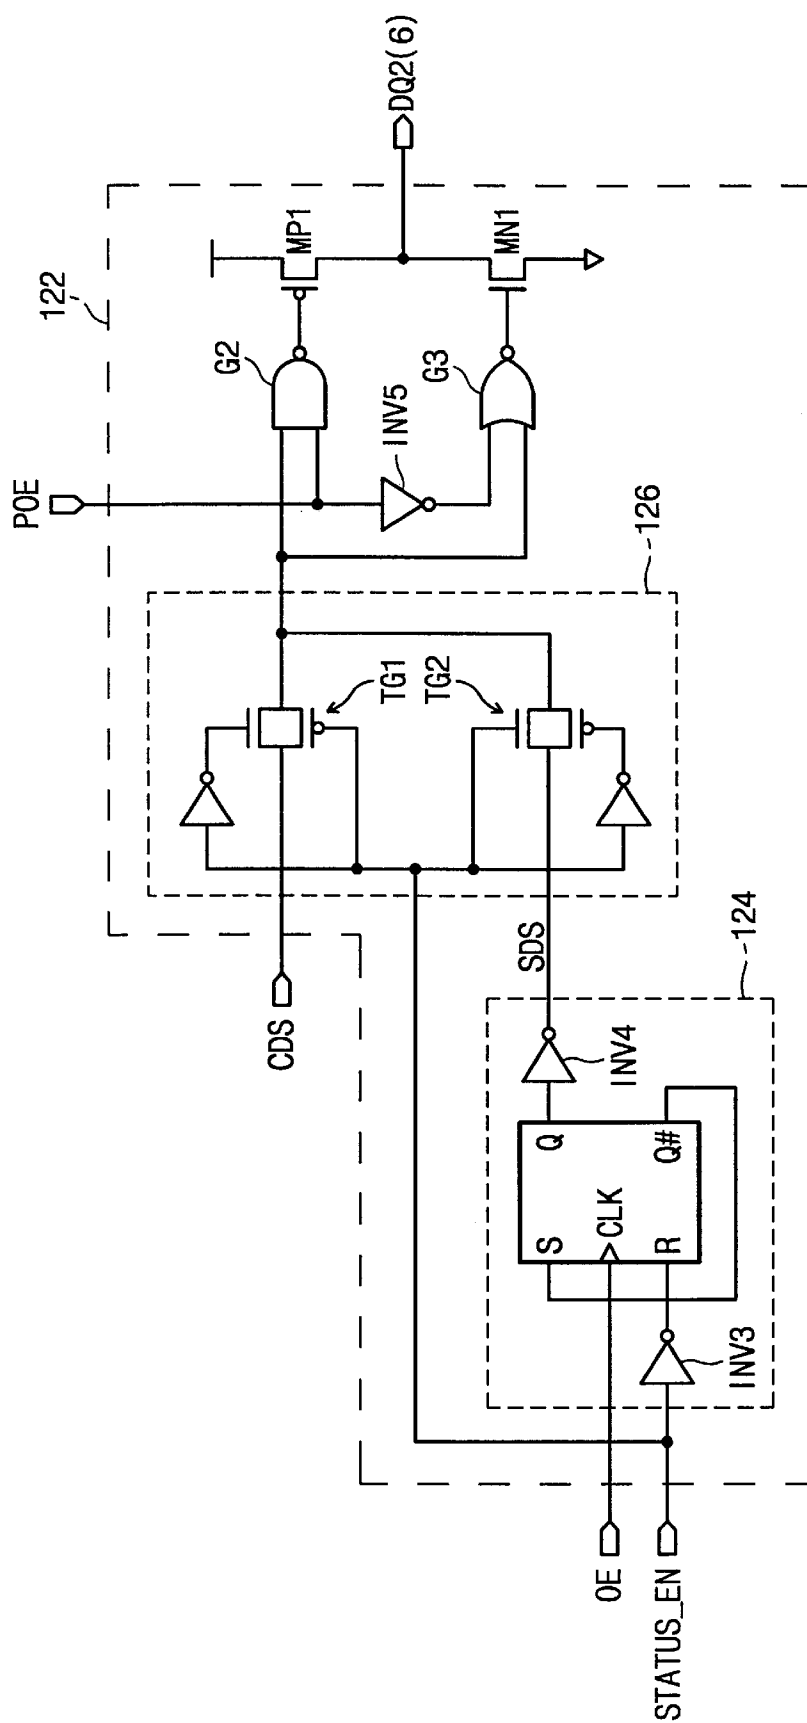 POE
122
DQ2(6)
G2
MP1
INV5
G3
MN1
126
TG1
TG2
CDS
SDS
124
INV4
S
Q
CLK
R
Q#
INV3
OE
STATUS_EN